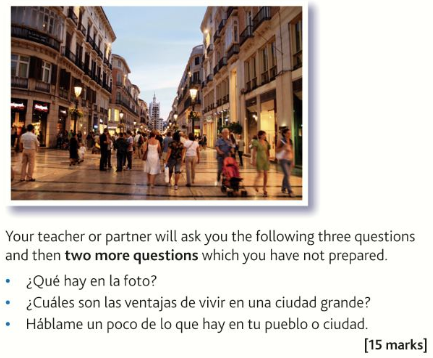 Your teacher or partner will ask you the following three questions
and then two more questions which you have not prepared.
• ¿Qué hay en la foto?
• ¿Cuáles son las ventajas de vivir en una ciudad grande?
• Háblame un poco de lo que hay en tu pueblo o ciudad.
[15 marks]